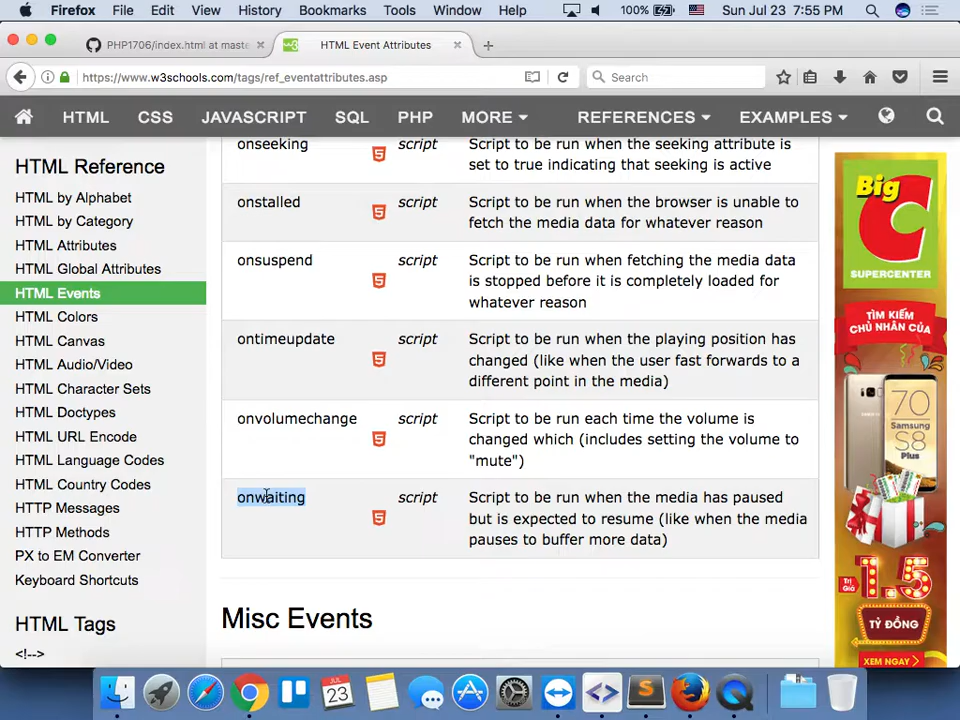 Firefox File Edit View History Bookmarks Tools Window Help 100% Sun Jul 23 7:55 PM
PHP1706/index.html at maste
HTML Event Attributes
https://www.w3schools.com/tags/ref_eventattributes.asp
Search
HTML CSS JAVASCRIPT SQL PHP MORE REFERENCES EXAMPLES
HTML Reference
HTML by Alphabet
HTML by Category
HTML Attributes
HTML Global Attributes
HTML Events
HTML Colors
HTML Canvas
HTML Audio/Video
HTML Character Sets
HTML Doctypes
HTML URL Encode
HTML Language Codes
HTML Country Codes
HTTP Messages
HTTP Methods
PX to EM Converter
Keyboard Shortcuts
HTML Tags
<!-->
onseeking script Script to be run when the seeking attribute is
set to true indicating that seeking is active
onstalled script Script to be run when the browser is unable to
fetch the media data for whatever reason
onsuspend script Script to be run when fetching the media data
is stopped before it is completely loaded for
whatever reason
ontimeupdate script Script to be run when the playing position has
changed (like when the user fast forwards to a
different point in the media)
onvolumechange script Script to be run each time the volume is
changed which (includes setting the volume to
"mute")
onwaiting script Script to be run when the media has paused
but is expected to resume (like when the media
pauses to buffer more data)
Misc Events
Big
C
SUPERCENTER
TÌM KIẾM
CHỦ NHÂN CỦA
70
Samsung
S8
Plus
Trị
Giá
1.5
TỶ ĐỒNG
XEM NGAY
JUL
23